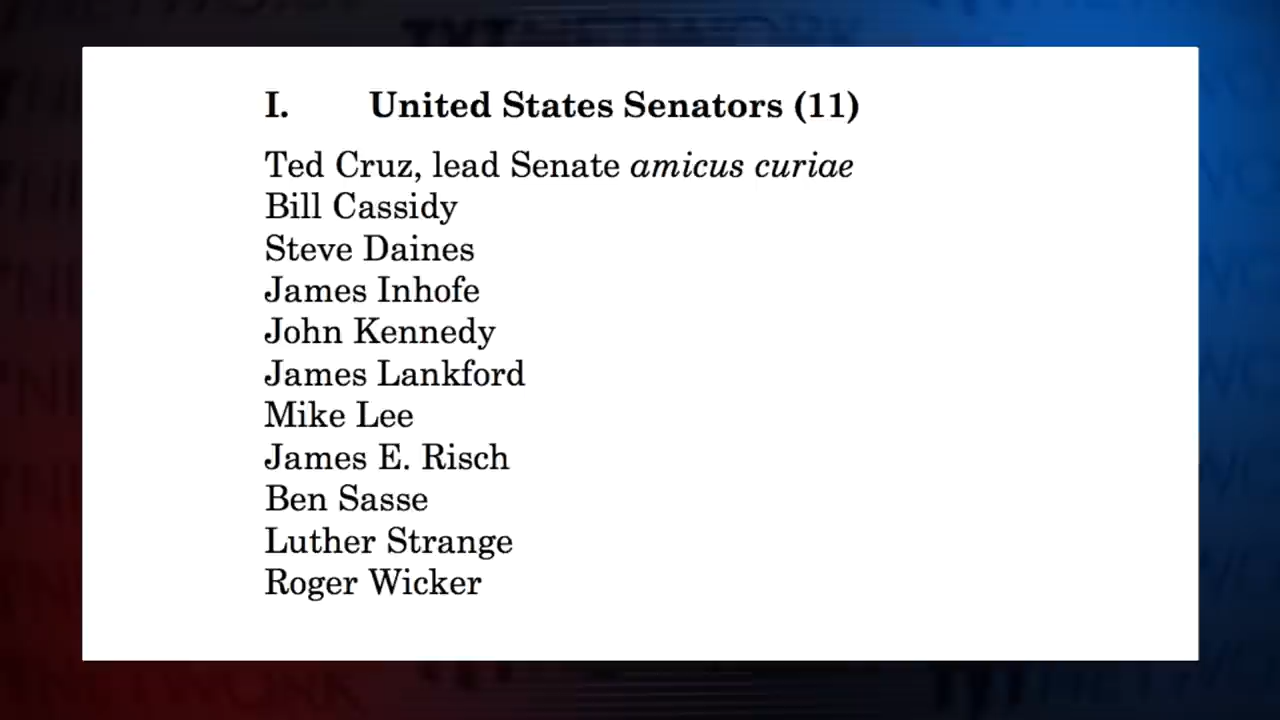 I. United States Senators (11)
Ted Cruz, lead Senate amicus curiae
Bill Cassidy
Steve Daines
James Inhofe
John Kennedy
James Lankford
Mike Lee
James E. Risch
Ben Sasse
Luther Strange
Roger Wicker